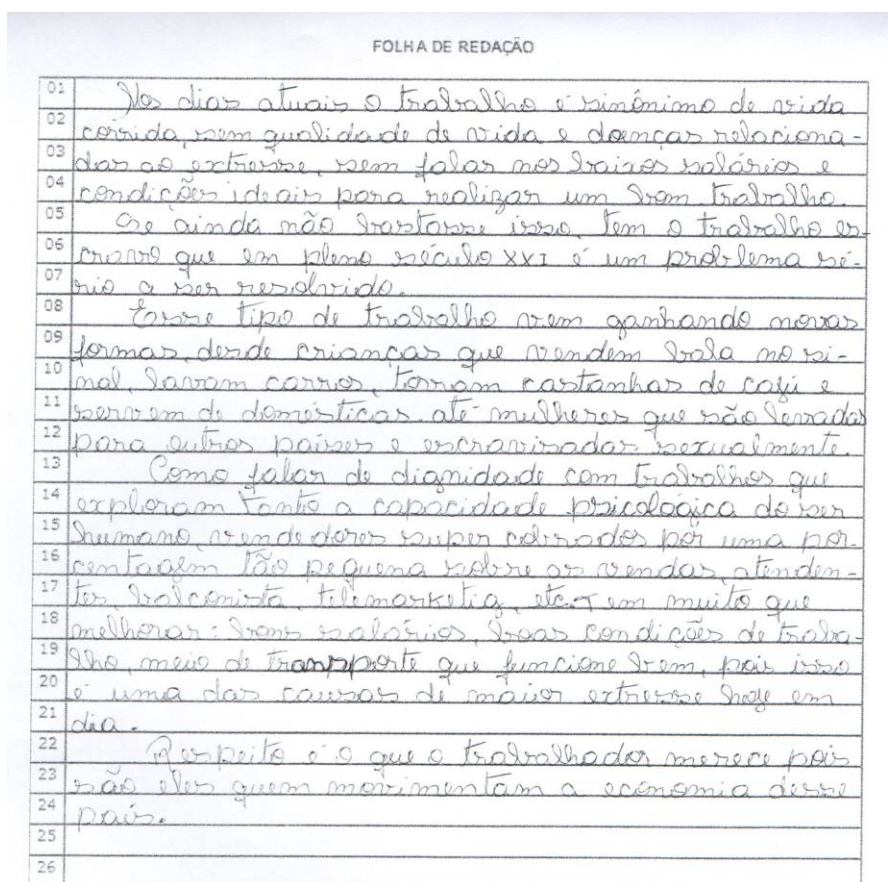 FOLHA DE REDAÇÃO
01 Nos dias atuais o trabalho é sinônimo de vida
02 corrida, sem qualidade de vida e doenças relaciona-
03 das ao extresse, sem falar nos baixos salários e
04 condições ideais para realizar um bom trabalho.
05 Se ainda não bastasse isso, tem o trabalho es-
06 cravo que em pleno século XXI é um problema sé-
07 rio a ser resolvido.
08 Esse tipo de trabalho vem ganhando novas
09 formas, desde crianças que vendem bala no si-
10 nal, lavam carros, torram castanhas de cajú e
11 servem de domésticas até mulheres que são levadas
12 para outros países e escravisadas sexualmente.
13 Como falar de dignidade com trabalhos que
14 exploram tanto a capacidade psicológica do ser
15 humano, vendedores super cobrados por uma por-
16 centagem tão pequena sobre as vendas, atenden-
17 tes, balconista, telemarketig, etc. Tem muito que
18 melhorar: bons salários, boas condições de traba-
19 lho, meio de transporte que funcione bem, pois isso
20 é uma das causas de maior extresse hoje em
21 dia.
22 Respeito é o que o trabalhador merece pois
23 são eles quem movimentam a economia desse
24 país.
25
26